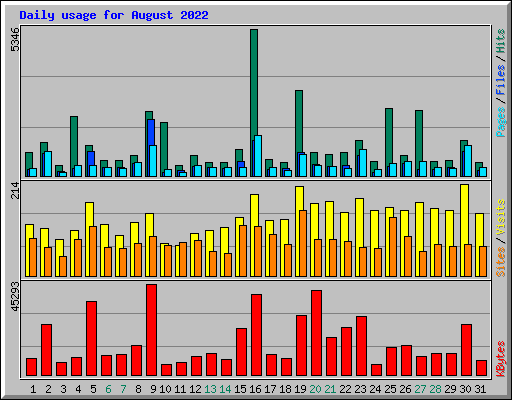 Daily usage for August 2022
5346
Pages / Files / Hits
214
Sites / Visits
45293
KBytes
1 2 3 4 5 6 7 8 9 10 11 12 13 14 15 16 17 18 19 20 21 22 23 24 25 26 27 28 29 30 31